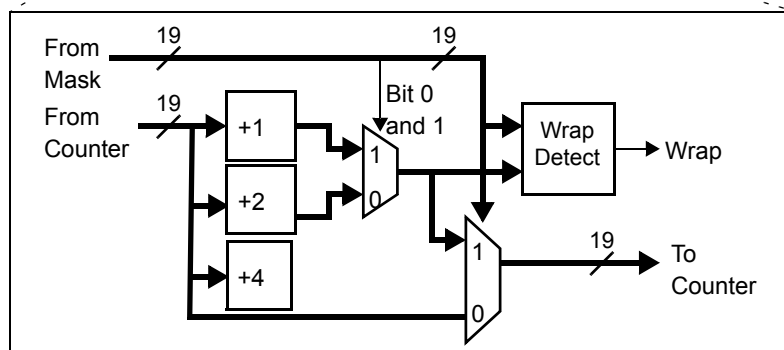 19
19
From
Mask
From
Counter
19
Bit 0
and 1
+1
1
0
+2
+4
Wrap
Detect
Wrap
1
0
19
To
Counter